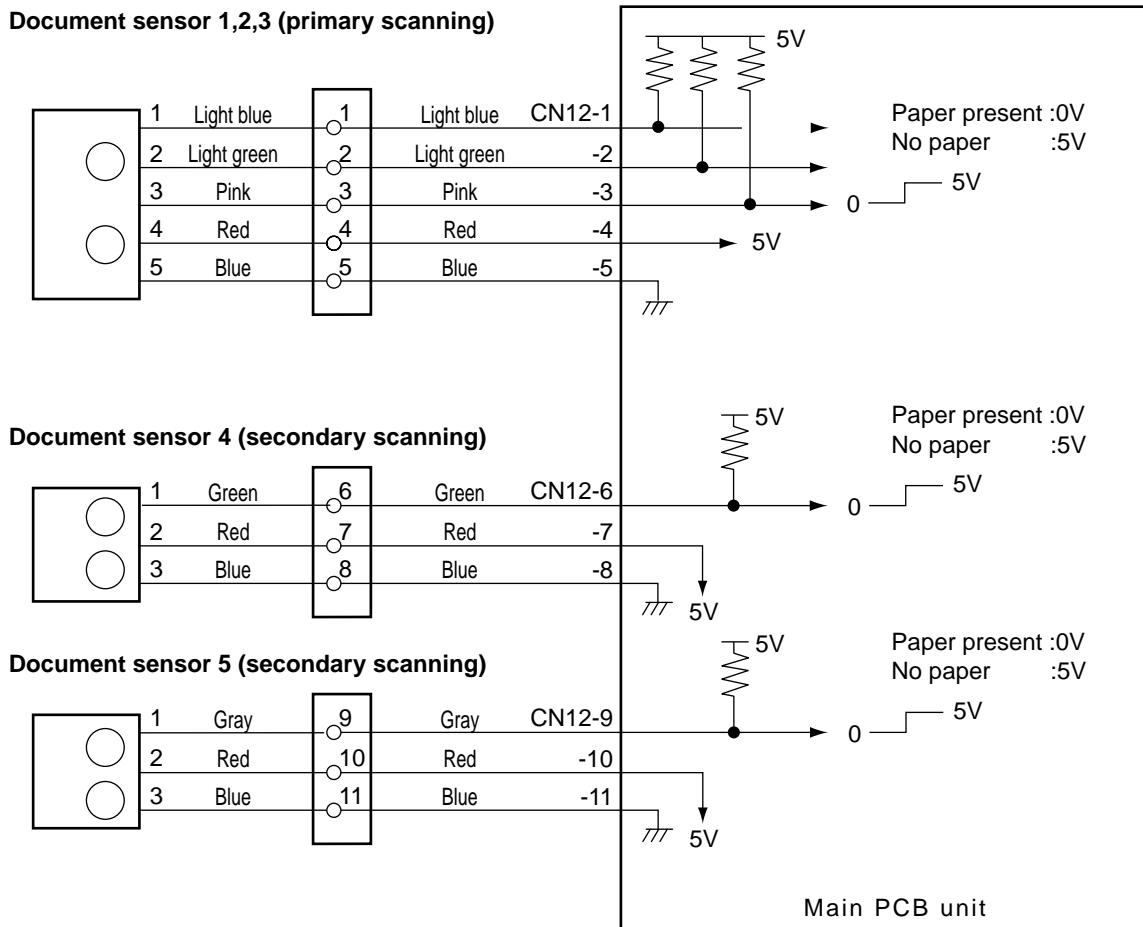 Document sensor 1,2,3 (primary scanning)
5V
1 Light blue 1 Light blue CN12-1
Paper present :0V
2 Light green 2 Light green -2
No paper :5V
3 Pink 3 Pink -3
0 5V
4 Red 4 Red -4 5V
5 Blue 5 Blue -5
Document sensor 4 (secondary scanning)
5V
Paper present :0V
No paper :5V
1 Green 6 Green CN12-6
0 5V
2 Red 7 Red -7
3 Blue 8 Blue -8
5V
Document sensor 5 (secondary scanning)
5V
Paper present :0V
No paper :5V
1 Gray 9 Gray CN12-9
0 5V
2 Red 10 Red -10
3 Blue 11 Blue -11
5V
Main PCB unit